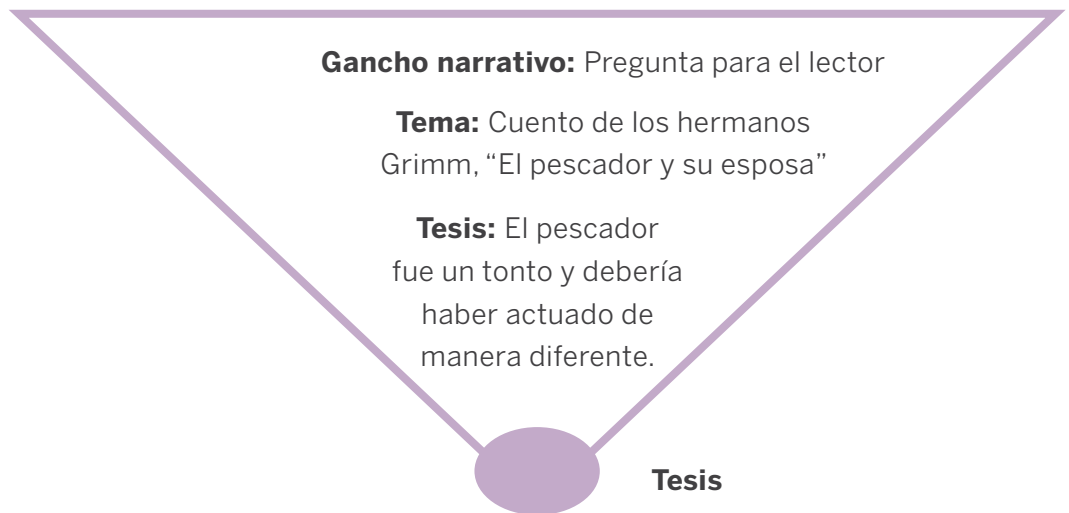 Gancho narrativo: Pregunta para el lector
Tema: Cuento de los hermanos
Grimm, “El pescador y su esposa”
Tesis: El pescador
fue un tonto y debería
haber actuado de
manera diferente.
Tesis